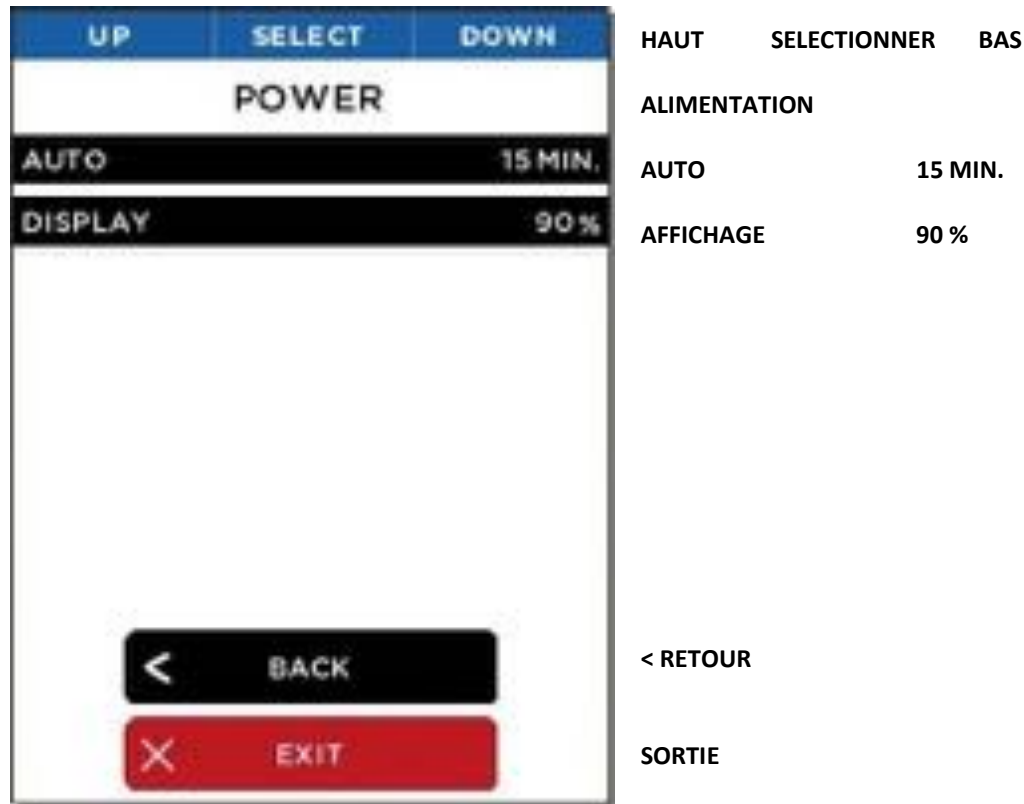 UP SELECT DOWN
POWER
AUTO 15 MIN.
DISPLAY 90%
< BACK
X EXIT
HAUT SELECTIONNER BAS
ALIMENTATION
AUTO 15 MIN.
AFFICHAGE 90 %
< RETOUR
SORTIE